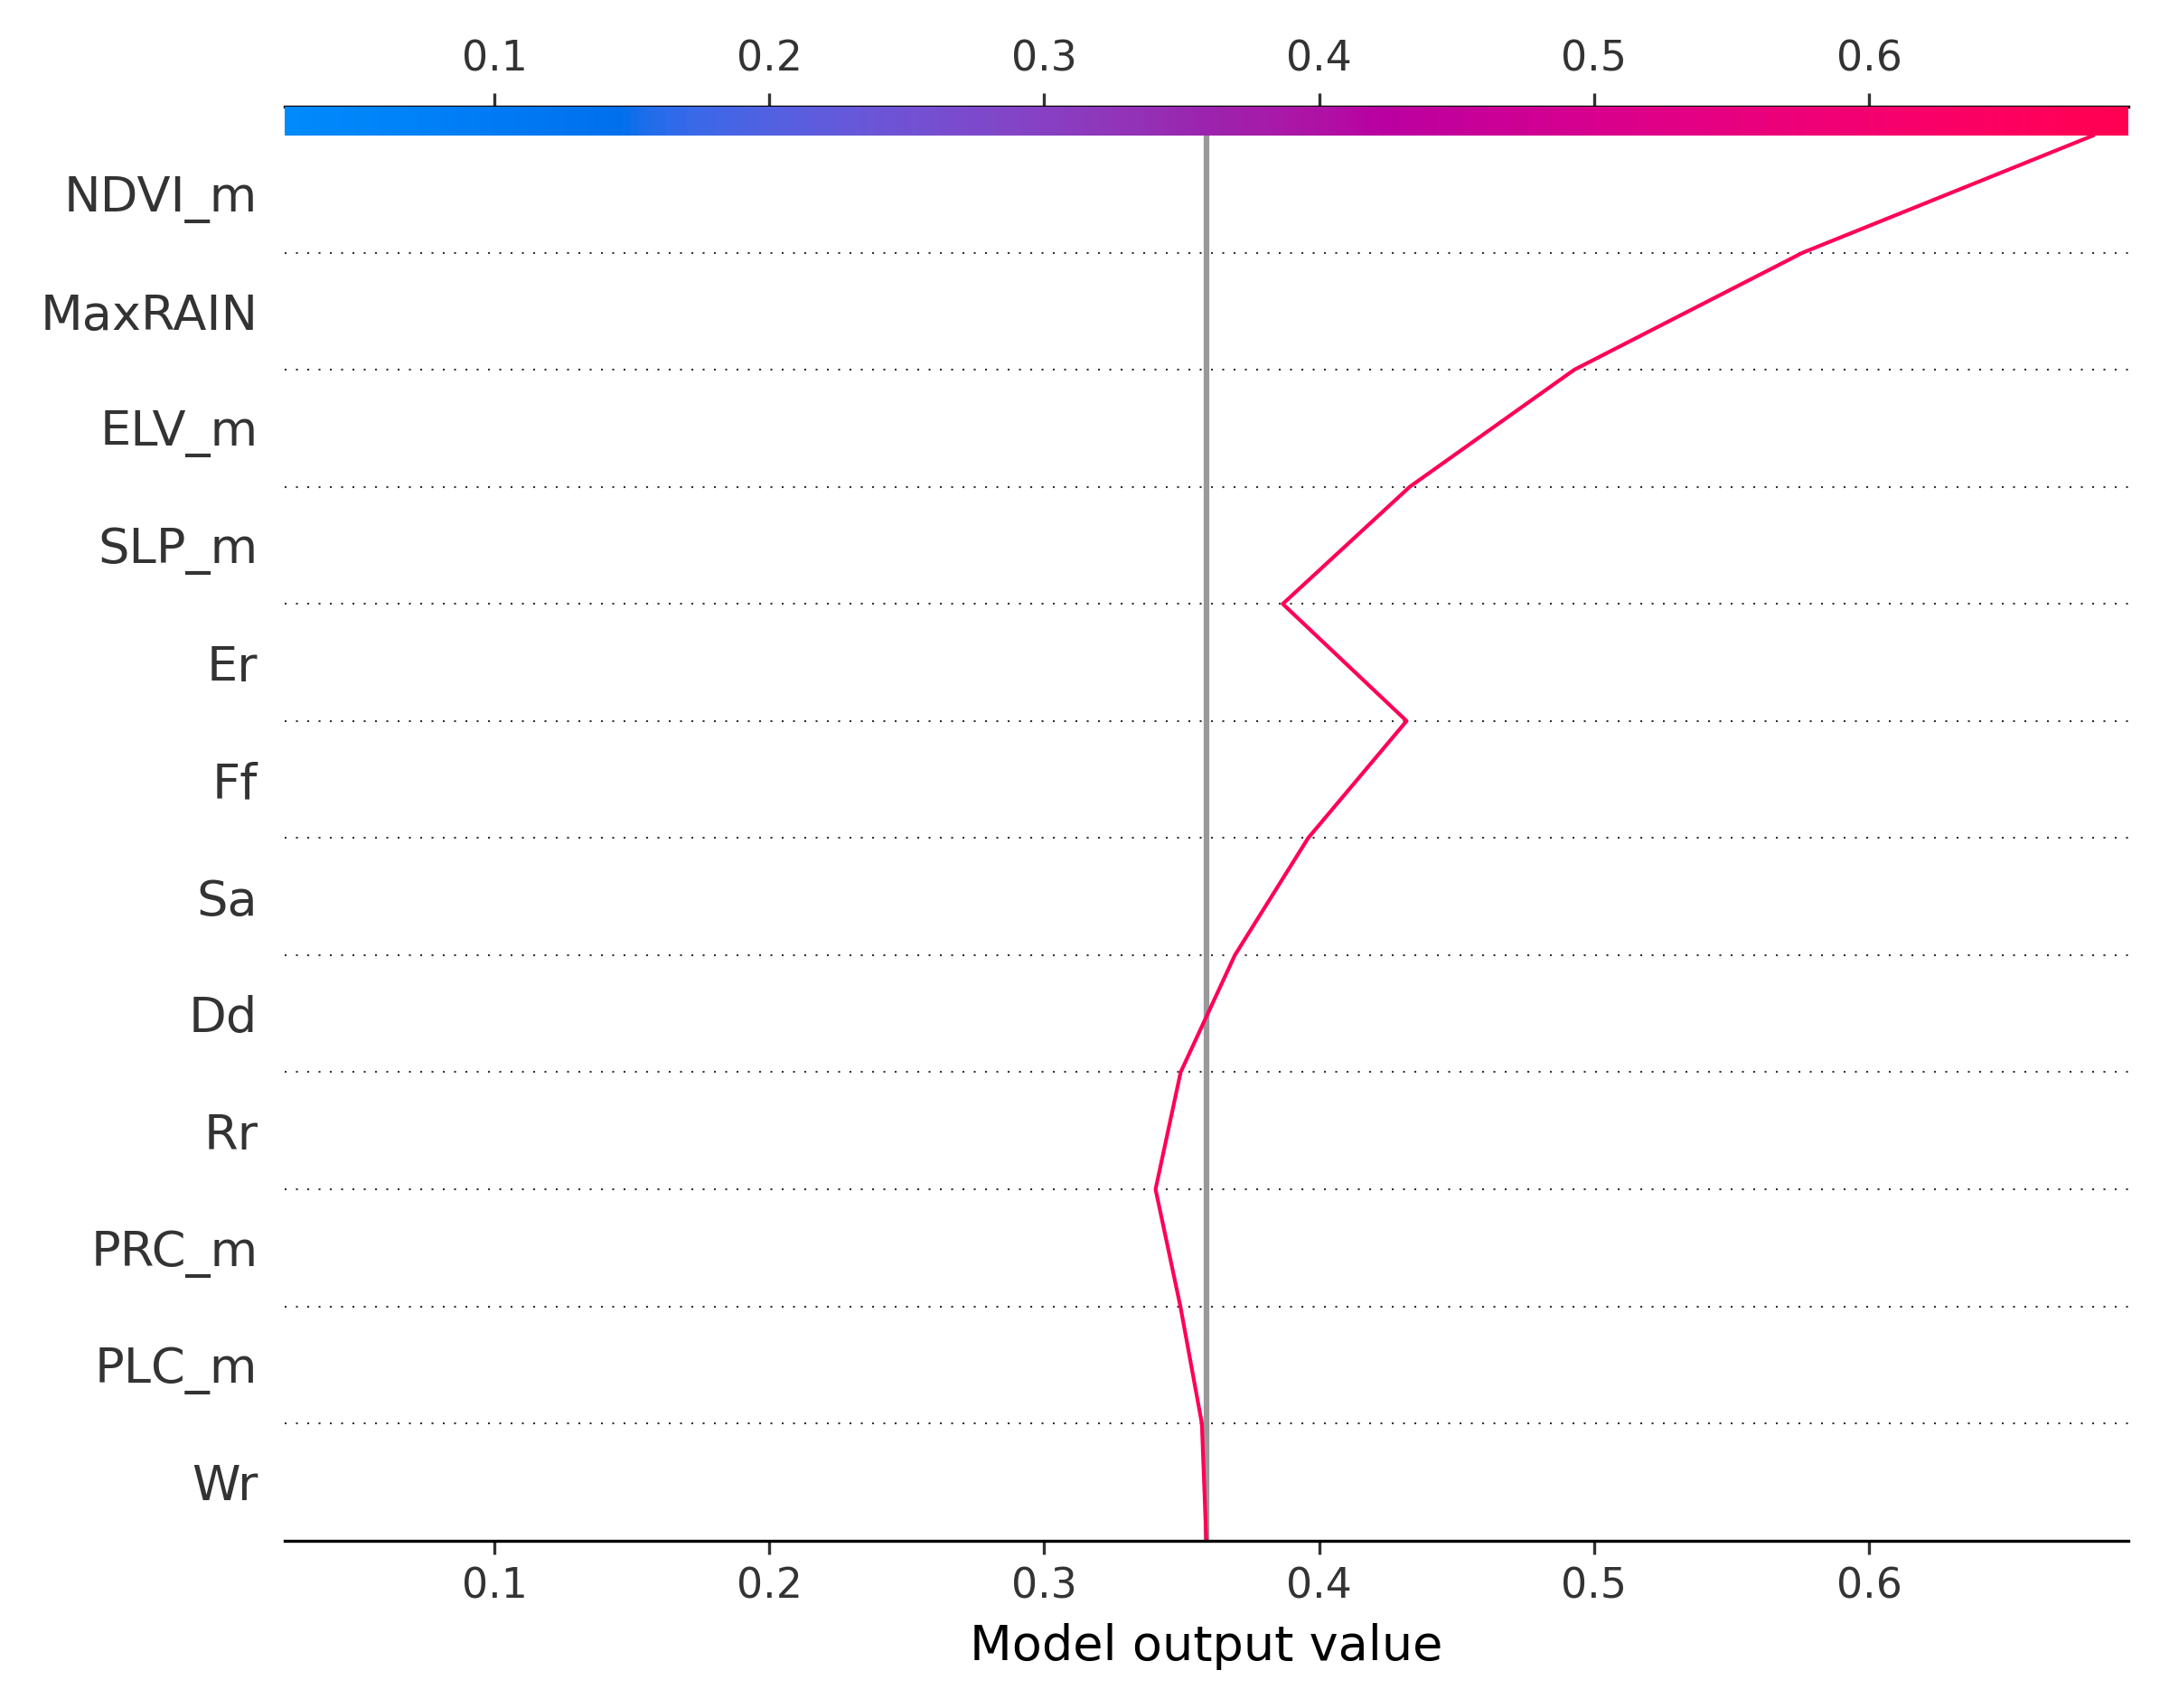 0.1 0.2 0.3 0.4 0.5 0.6
NDVI_m
MaxRAIN
ELV_m
SLP_m
Er
Ff
Sa
Dd
Rr
PRC_m
PLC_m
Wr
0.1 0.2 0.3 0.4 0.5 0.6
Model output value